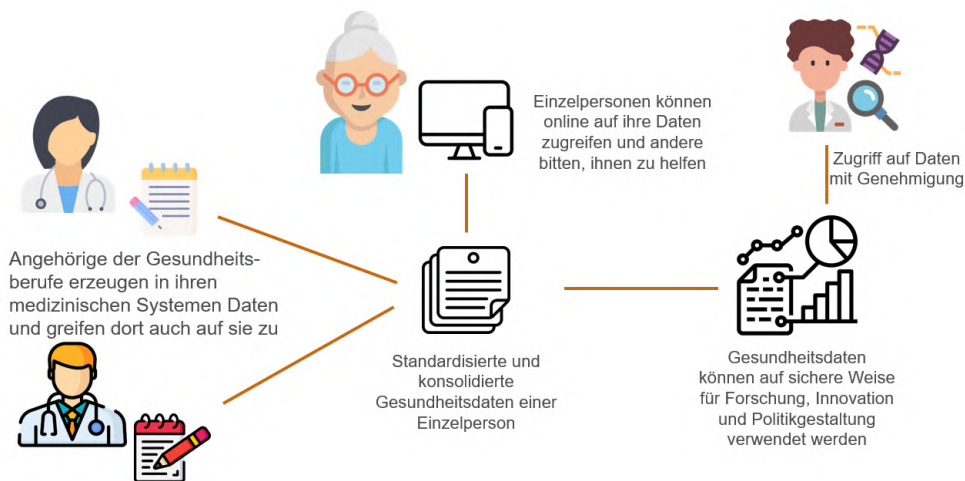 Einzelpersonen können
online auf ihre Daten
zugreifen und andere
bitten, ihnen zu helfen
Zugriff auf Daten
mit Genehmigung
Angehörige der Gesundheits-
berufe erzeugen in ihren
medizinischen Systemen Daten
und greifen dort auch auf sie zu
Standardisierte und
konsolidierte
Gesundheitsdaten einer
Einzelperson
Gesundheitsdaten
können auf sichere Weise
für Forschung, Innovation
und Politikgestaltung
verwendet werden